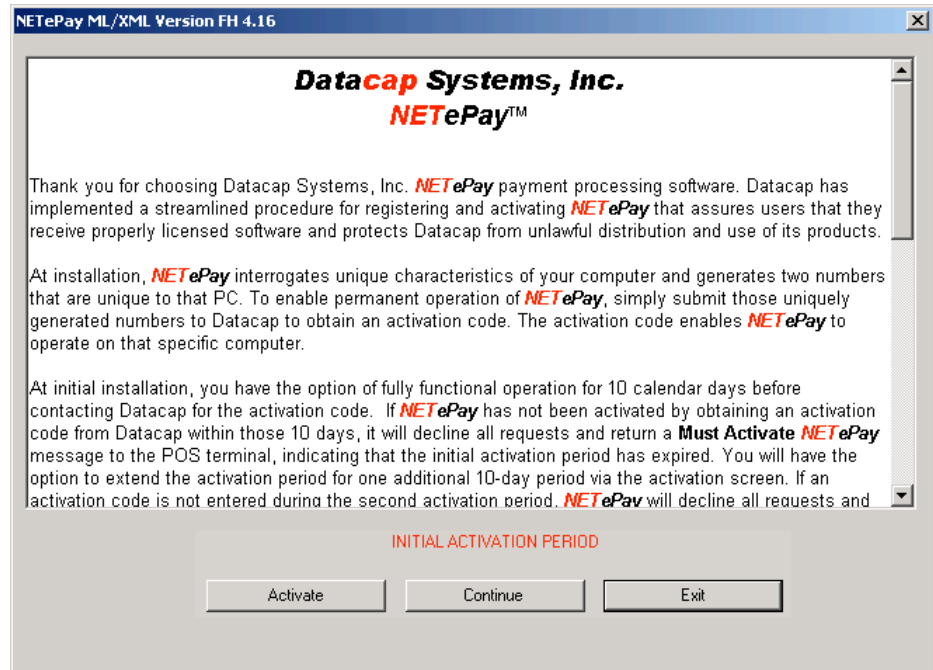 NETePay ML/XML Version FH 4.16
Datacap Systems, Inc.
NETePay™
Thank you for choosing Datacap Systems, Inc. NETePay payment processing software. Datacap has
implemented a streamlined procedure for registering and activating NETePay that assures users that they
receive properly licensed software and protects Datacap from unlawful distribution and use of its products.
At installation, NETePay interrogates unique characteristics of your computer and generates two numbers
that are unique to that PC. To enable permanent operation of NETePay, simply submit those uniquely
generated numbers to Datacap to obtain an activation code. The activation code enables NETePay to
operate on that specific computer.
At initial installation, you have the option of fully functional operation for 10 calendar days before
contacting Datacap for the activation code. If NETePay has not been activated by obtaining an activation
code from Datacap within those 10 days, it will decline all requests and return a Must Activate NETePay
message to the POS terminal, indicating that the initial activation period has expired. You will have the
option to extend the activation period for one additional 10-day period via the activation screen. If an
activation code is not entered during the second activation period, NETePay will decline all requests and
INITIAL ACTIVATION PERIOD
Activate Continue Exit